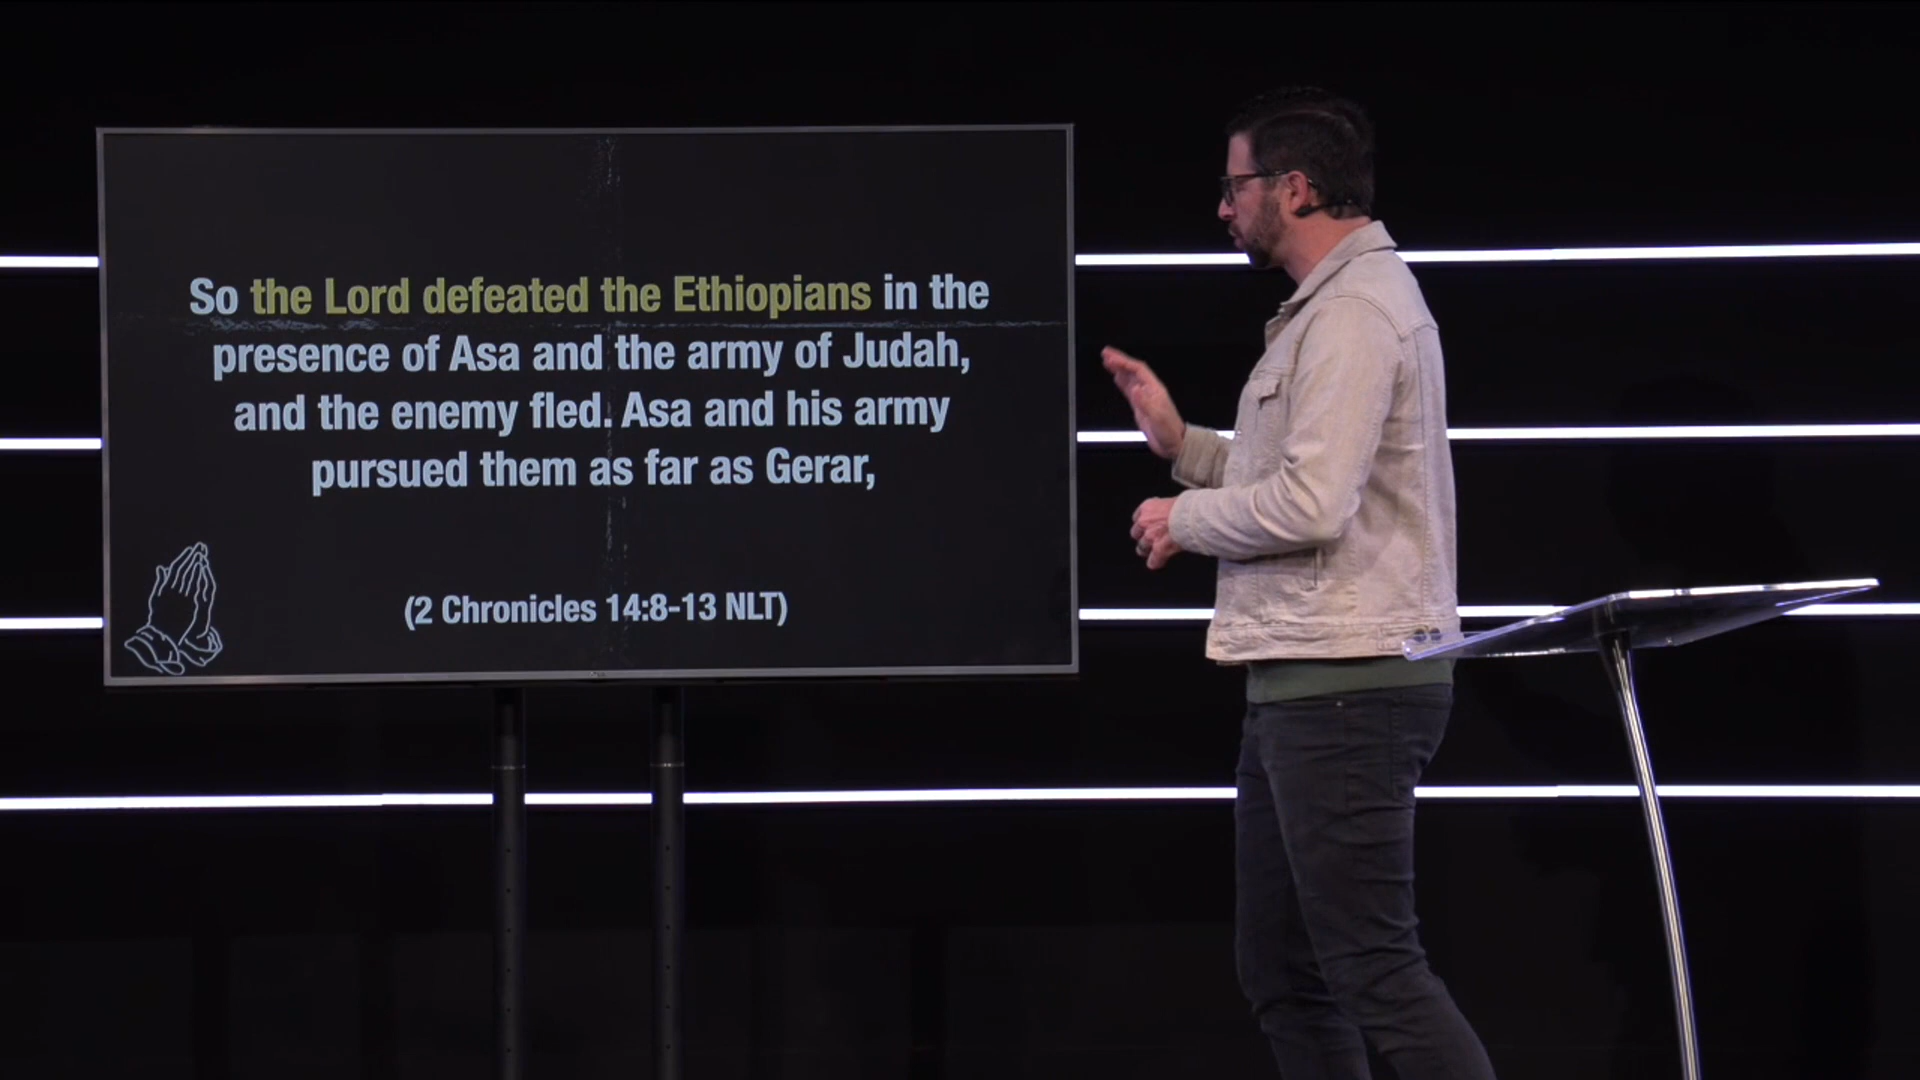 So the Lord defeated the Ethiopians in the
presence of Asa and the army of Judah,
and the enemy fled. Asa and his army
pursued them as far as Gerar,
(2 Chronicles 14:8-13 NLT)